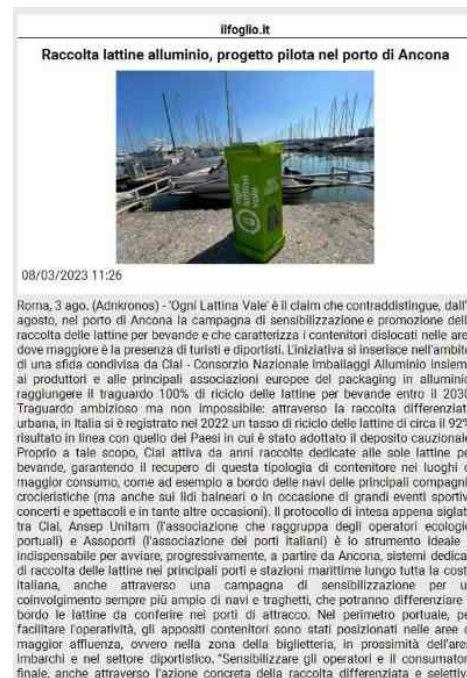 ilfoglio.it
Raccolta lattine alluminio, progetto pilota nel porto di Ancona
ogni
lattina
vale
08/03/2023 11:26
Roma, 3 ago. (Adnkronos) - 'Ogni Lattina Vale' è il claim che contraddistingue, dall'
agosto, nel porto di Ancona la campagna di sensibilizzazione e promozione dell
raccolta delle lattine per bevande e che caratterizza i contenitori dislocati nelle are
dove maggiore è la presenza di turisti e diportisti. L'iniziativa si inserisce nell'ambit
di una sfida condivisa da Cial - Consorzio Nazionale Imballaggi Alluminio insiem
ai produttori e alle principali associazioni europee del packaging in alluminio
raggiungere il traguardo 100% di riciclo delle lattine per bevande entro il 2030
Traguardo ambizioso ma non impossibile: attraverso la raccolta differenziat
urbana, in Italia si è registrato nel 2022 un tasso di riciclo delle lattine di circa il 92%
risultato in linea con quello dei Paesi in cui è stato adottato il deposito cauzionale
Proprio a tale scopo, Cial attiva da anni raccolte dedicate alle sole lattine pe
bevande, garantendo il recupero di questa tipologia di contenitore nei luoghi d
maggior consumo, come ad esempio a bordo delle navi delle principali compagni
crocieristiche (ma anche sui lidi balneari o in occasione di grandi eventi sportiv
concerti e spettacoli e in tante altre occasioni). Il protocollo di intesa appena siglat
tra Cial, Ansep Unitam (l'associazione che raggruppa degli operatori ecologic
portuali) e Assoporti (l'associazione dei porti italiani) è lo strumento ideale
indispensabile per avviare, progressivamente, a partire da Ancona, sistemi dedica
di raccolta delle lattine nei principali porti e stazioni marittime lungo tutta la cost
italiana, anche attraverso una campagna di sensibilizzazione per u
coinvolgimento sempre più ampio di navi e traghetti, che potranno differenziare
bordo le lattine da conferire nei porti di attracco. Nel perimetro portuale, pe
facilitare l'operatività, gli appositi contenitori sono stati posizionati nelle aree d
maggior affluenza, ovvero nella zona della biglietteria, in prossimità dell'are
imbarchi e nel settore diportistico. "Sensibilizzare gli operatori e il consumator
finale, anche attraverso l'azione concreta della raccolta differenziata e selettiv